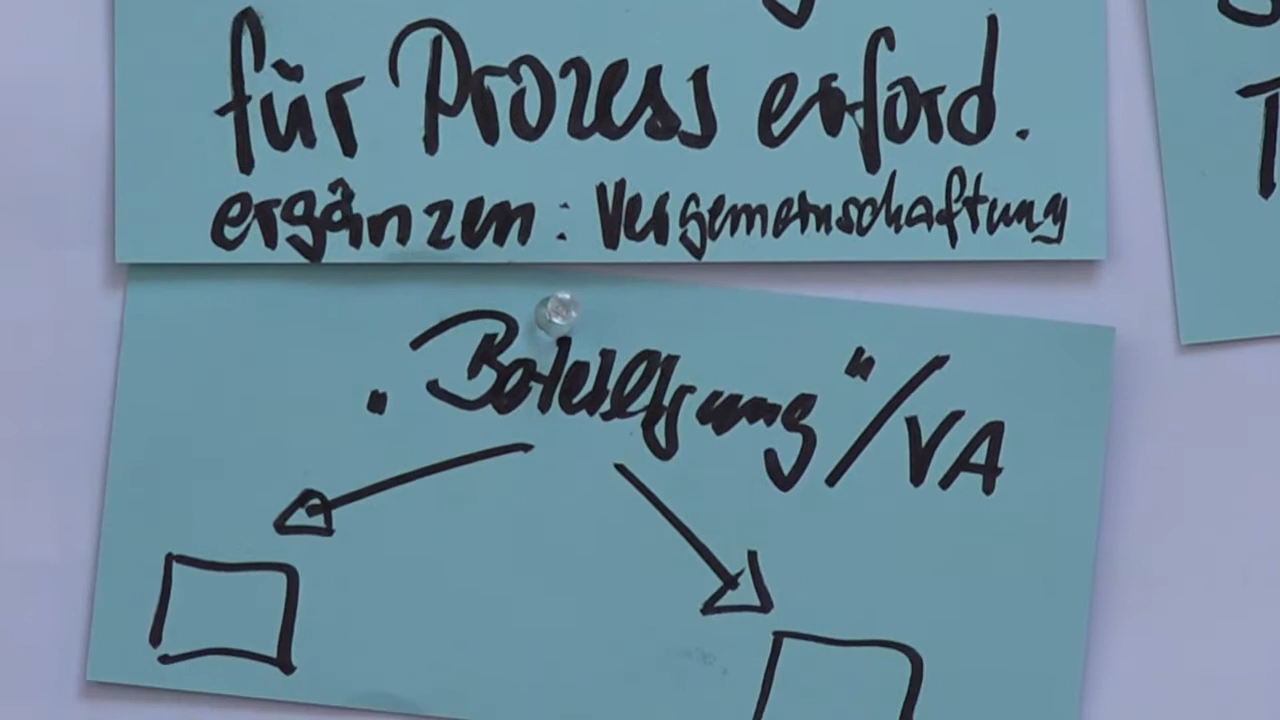 für Prozess erford.
ergänzen: Vergemeinschaftung
„Beteiligung"/VA